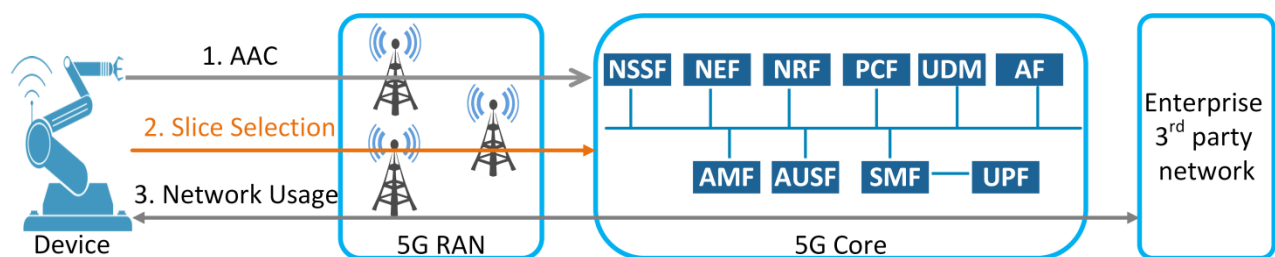 1. AAC
2. Slice Selection
3. Network Usage
Device
5G RAN
NSSF NEF NRF PCF UDM AF
AMF AUSF SMF UPF
5G Core
Enterprise
3rd party
network